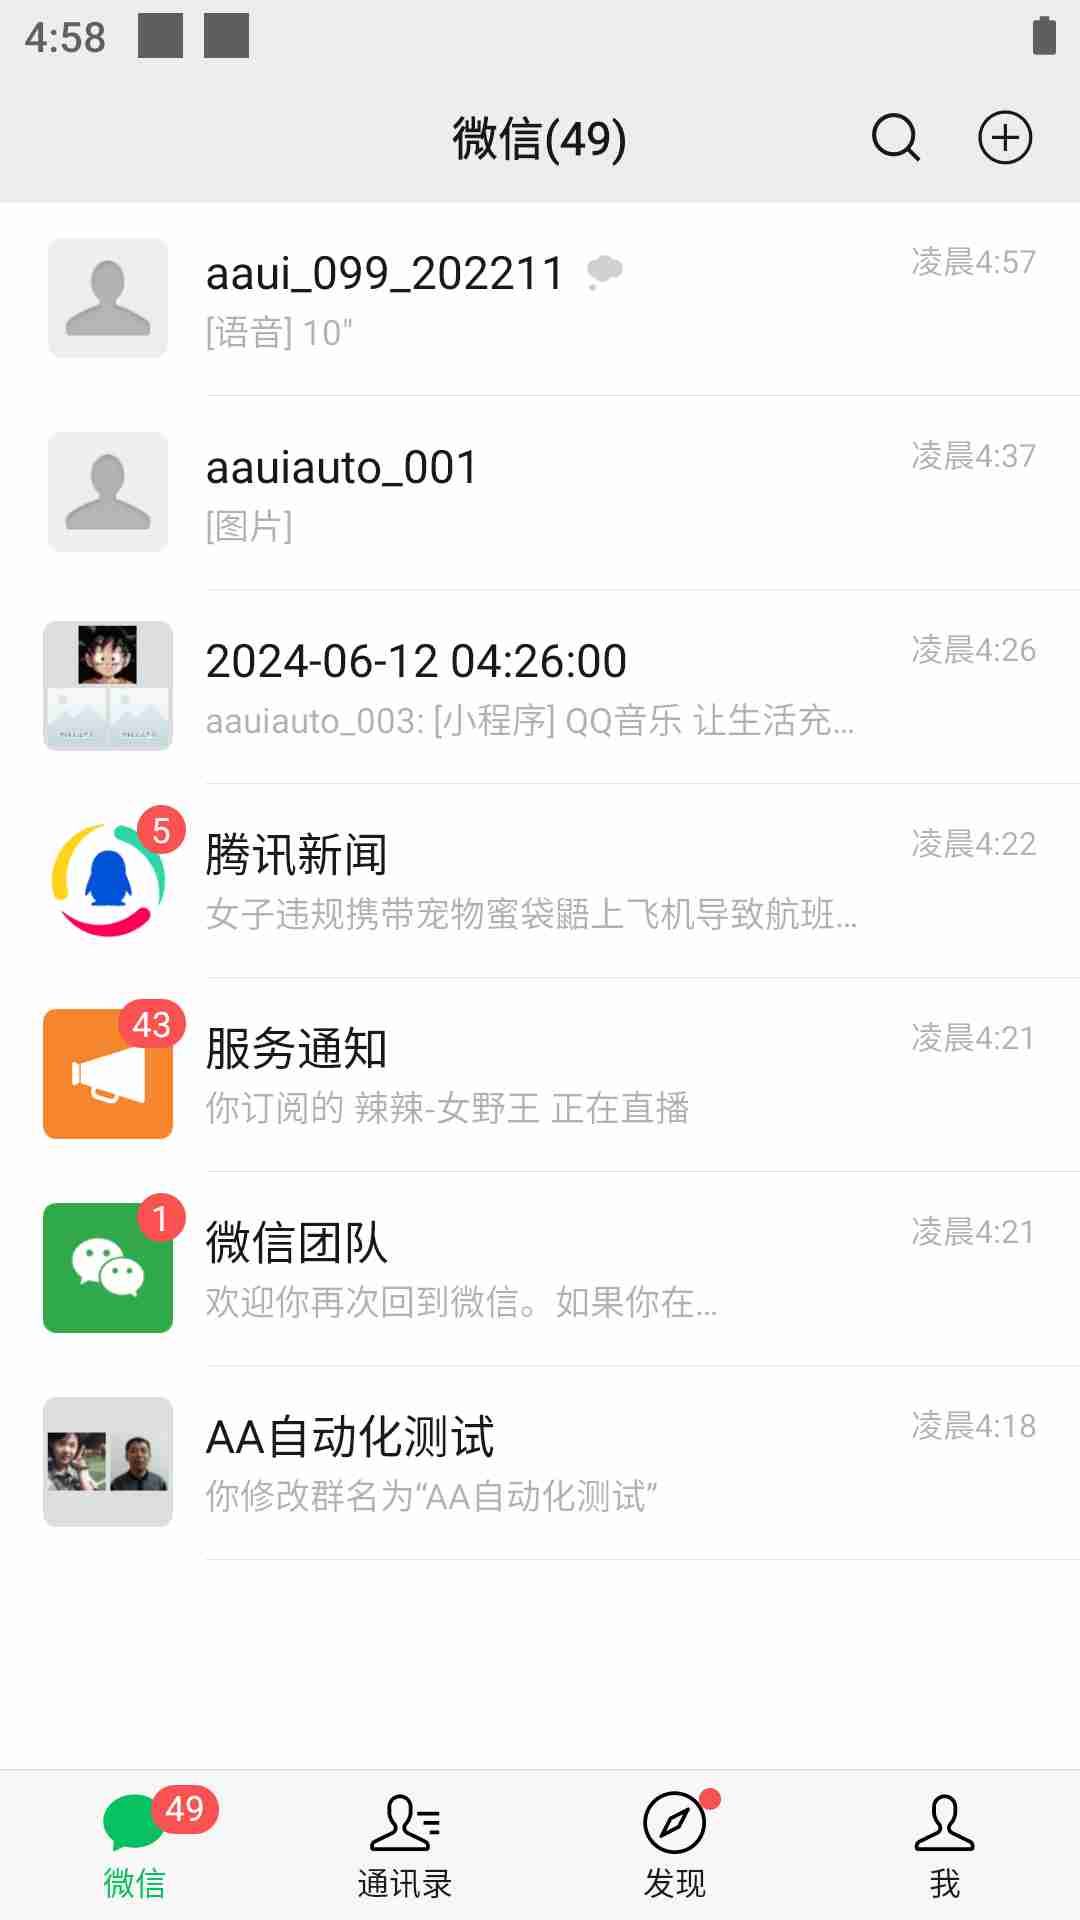 4:58
微信(49)
aaui_099_202211
凌晨4:57
[语音] 10"
aauiauto_001
凌晨4:37
[图片]
2024-06-12 04:26:00
凌晨4:26
aauiauto_003: [小程序] QQ音乐 让生活充...
5
腾讯新闻
凌晨4:22
女子违规携带宠物蜜袋鼯上飞机导致航班...
43
服务通知
凌晨4:21
你订阅的 辣辣-女野王 正在直播
1
微信团队
凌晨4:21
欢迎你再次回到微信。如果你在...
AA自动化测试
凌晨4:18
你修改群名为“AA自动化测试”
49
微信
通讯录
发现
我